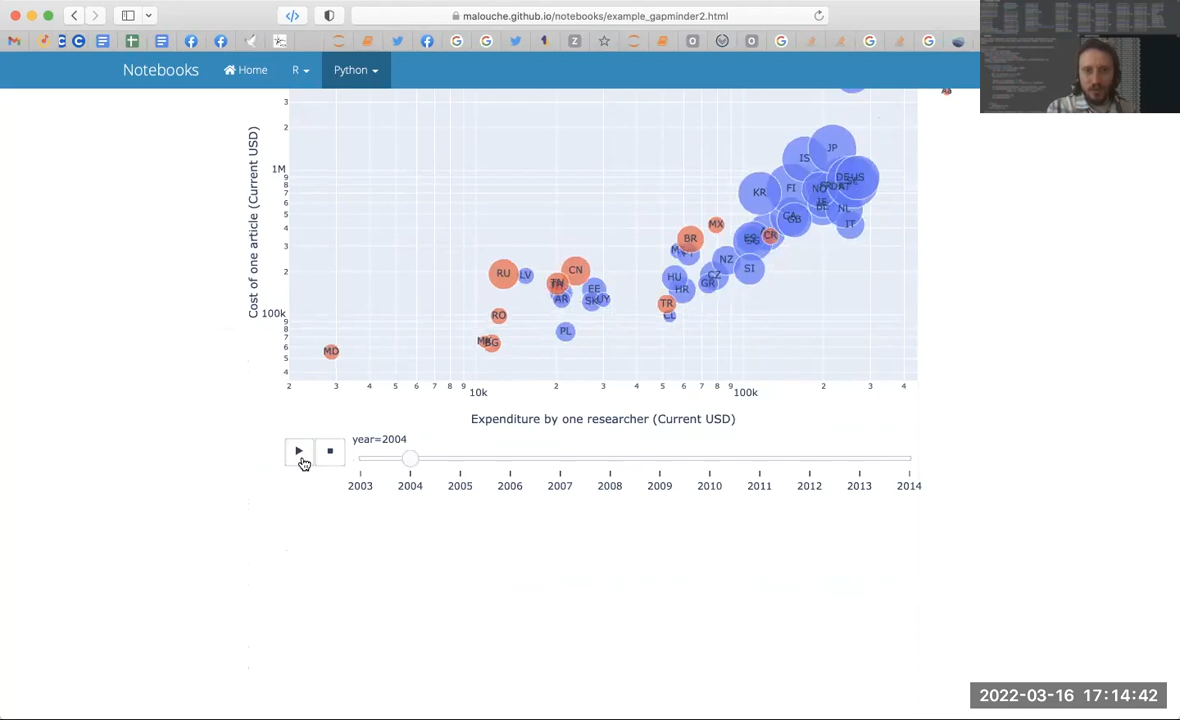 malouche.github.io/notebooks/example_gapminder2.html
Notebooks Home R Python
Cost of one article (Current USD)
3
2
1M
9
8
7
6
5
4
3
2
100k
9
8
7
6
5
4
JP
IS
DE US
KR
FI
NL
IT
GB
MX
CR
BR
NZ
SI
RU
LV
CN
HU
CZ
GR
HR
EE
AR
SK UY
TR
CL
RO
PL
BG
MD
2 3 4 5 6 7 8 9 10k 2 3 4 5 6 7 8 9 100k 2 3 4
Expenditure by one researcher (Current USD)
year=2004
2003 2004 2005 2006 2007 2008 2009 2010 2011 2012 2013 2014
2022-03-16 17:14:42